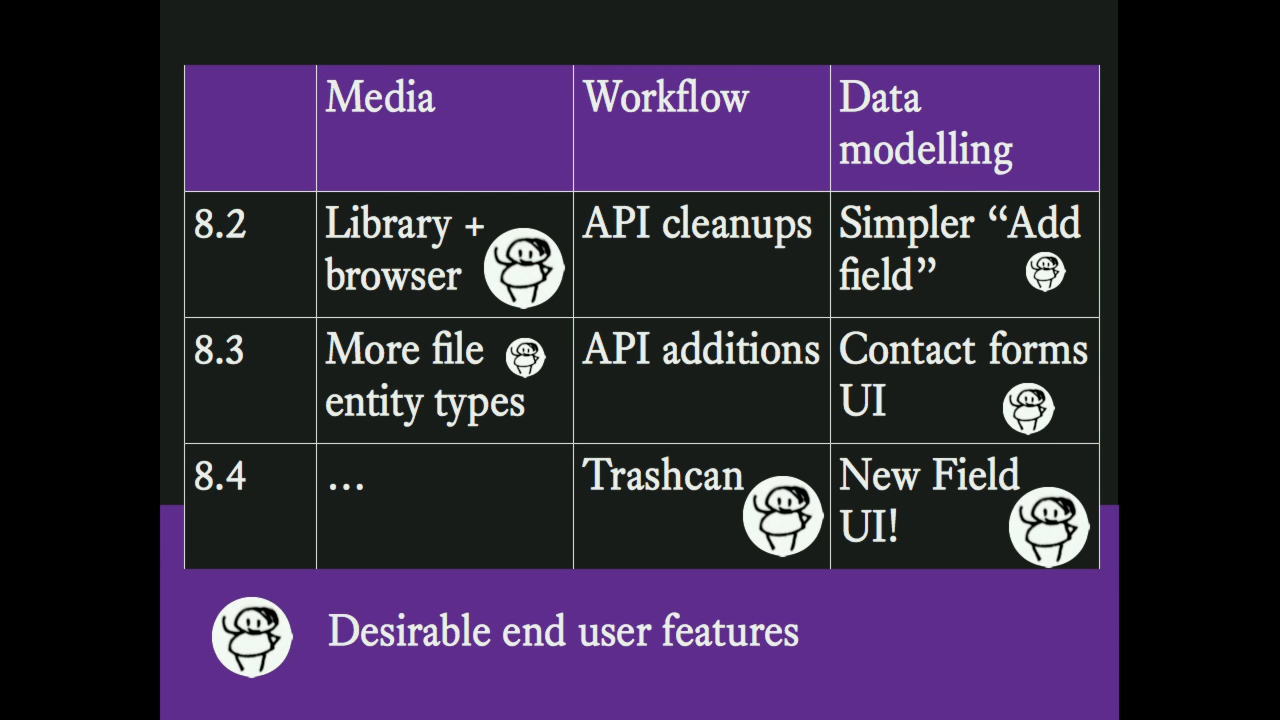 Media
Workflow
Data
modelling
8.2
Library +
browser
API cleanups
Simpler “Add
field”
8.3
More file
entity types
API additions
Contact forms
UI
8.4
…
Trashcan
New Field
UI!
Desirable end user features